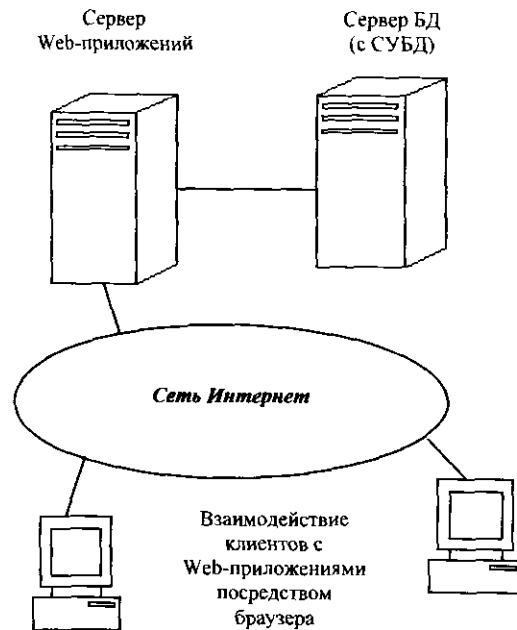 Сервер
Web-приложений
Сервер БД
(с СУБД)
Сеть Интернет
Взаимодействие
клиентов с
Web-приложениями
посредством
браузера